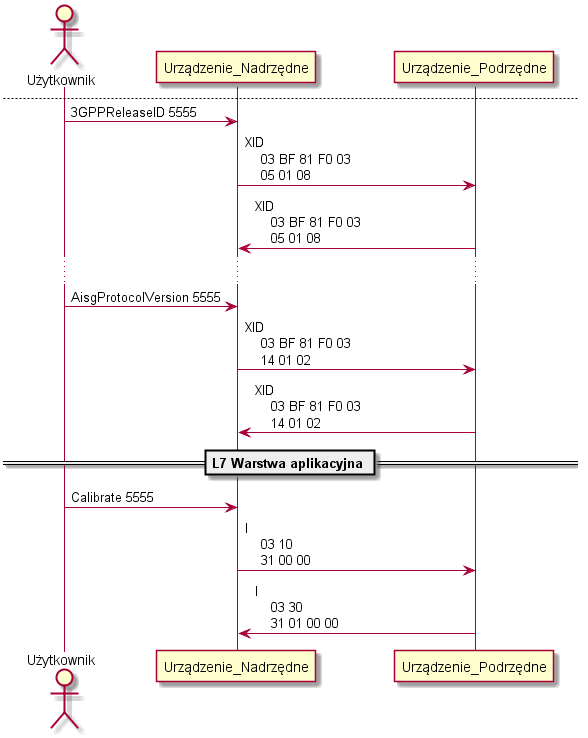 Użytkownik
Urządzenie_Nadrzędne
Urządzenie_Podrzędne
3GPPReleaseID 5555
XID
03 BF 81 F0 03
05 01 08
XID
03 BF 81 F0 03
05 01 08
AisgProtocolVersion 5555
XID
03 BF 81 F0 03
14 01 02
XID
03 BF 81 F0 03
14 01 02
L7 Warstwa aplikacyjna
Calibrate 5555
I
03 10
31 00 00
I
03 30
31 01 00 00
Użytkownik
Urządzenie_Nadrzędne
Urządzenie_Podrzędne